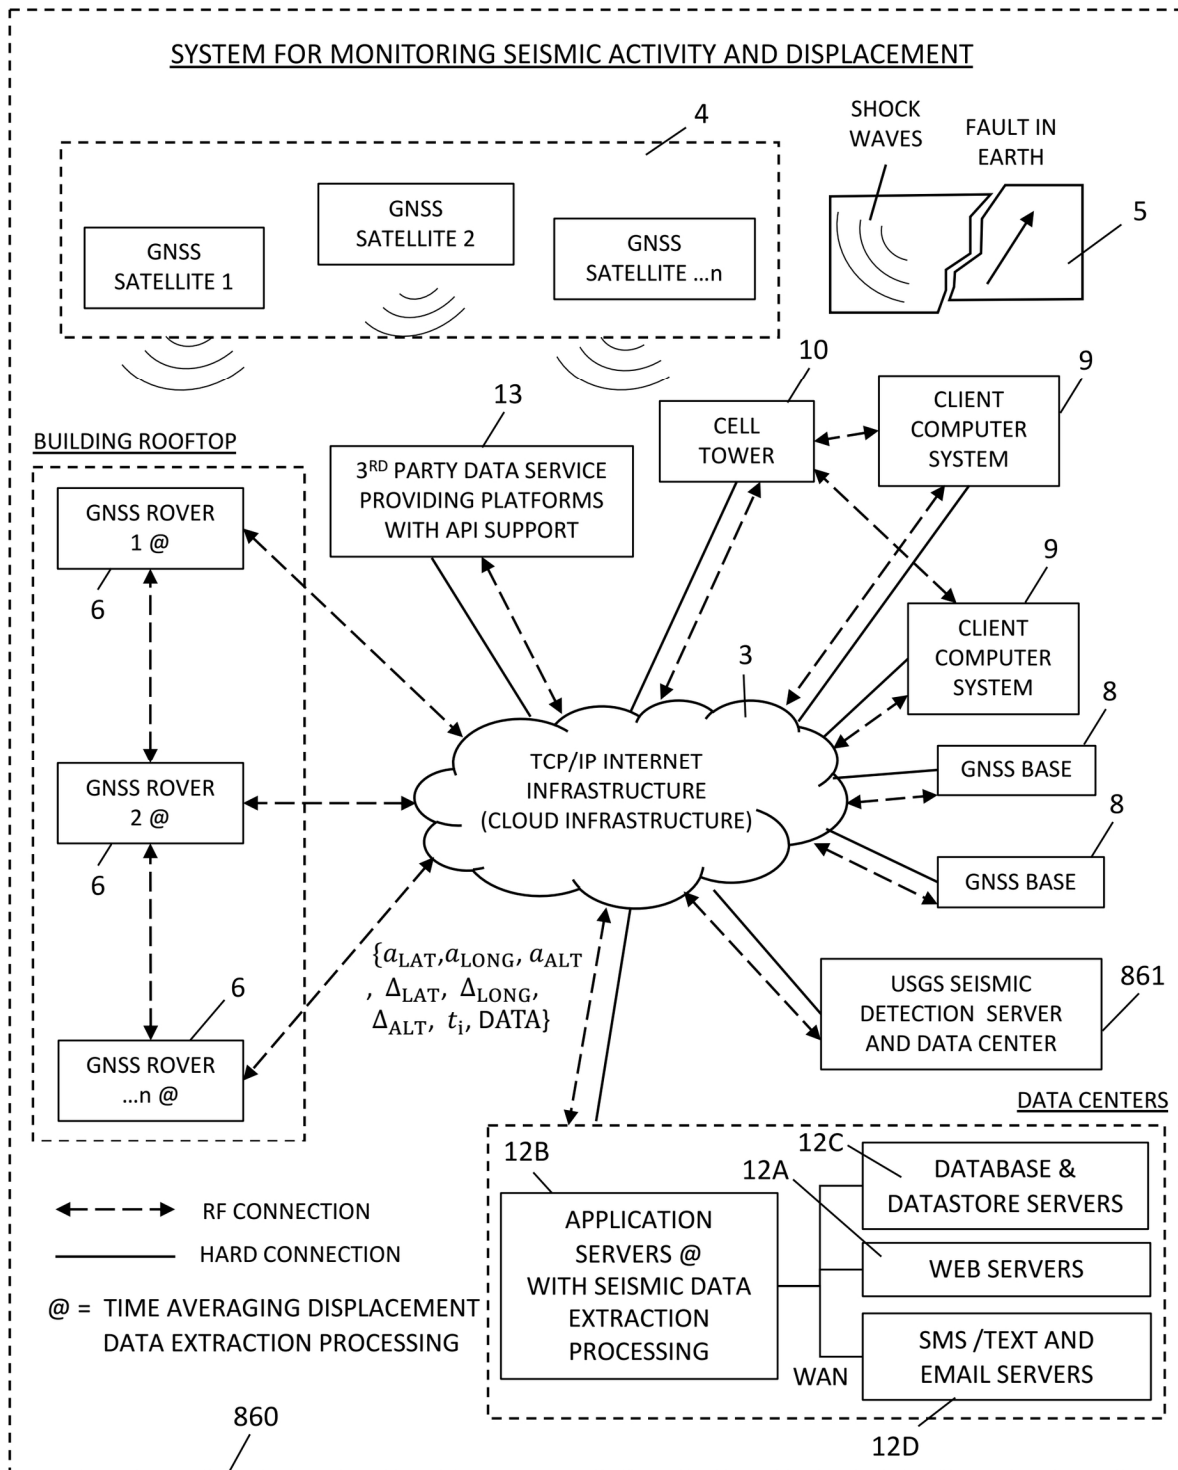 SYSTEM FOR MONITORING SEISMIC ACTIVITY AND DISPLACEMENT
4
SHOCK
WAVES
FAULT IN
EARTH
5
GNSS
SATELLITE 1
GNSS
SATELLITE 2
GNSS
SATELLITE ...n
13
10
9
BUILDING ROOFTOP
3RD PARTY DATA SERVICE
PROVIDING PLATFORMS
WITH API SUPPORT
CELL
TOWER
CLIENT
COMPUTER
SYSTEM
GNSS ROVER
1 @
6
9
CLIENT
COMPUTER
SYSTEM
3
8
GNSS BASE
TCP/IP INTERNET
INFRASTRUCTURE
(CLOUD INFRASTRUCTURE)
GNSS ROVER
2 @
6
8
GNSS BASE
{aLAT,aLONG, aALT
, ΔLAT, ΔLONG,
ΔALT, ti, DATA}
6
GNSS ROVER
...n @
861
USGS SEISMIC
DETECTION SERVER
AND DATA CENTER
DATA CENTERS
12B
12A
12C
APPLICATION
SERVERS @
WITH SEISMIC DATA
EXTRACTION
PROCESSING
DATABASE &
DATASTORE SERVERS
WEB SERVERS
SMS /TEXT AND
EMAIL SERVERS
WAN
12D
RF CONNECTION
HARD CONNECTION
@ = TIME AVERAGING DISPLACEMENT
DATA EXTRACTION PROCESSING
860